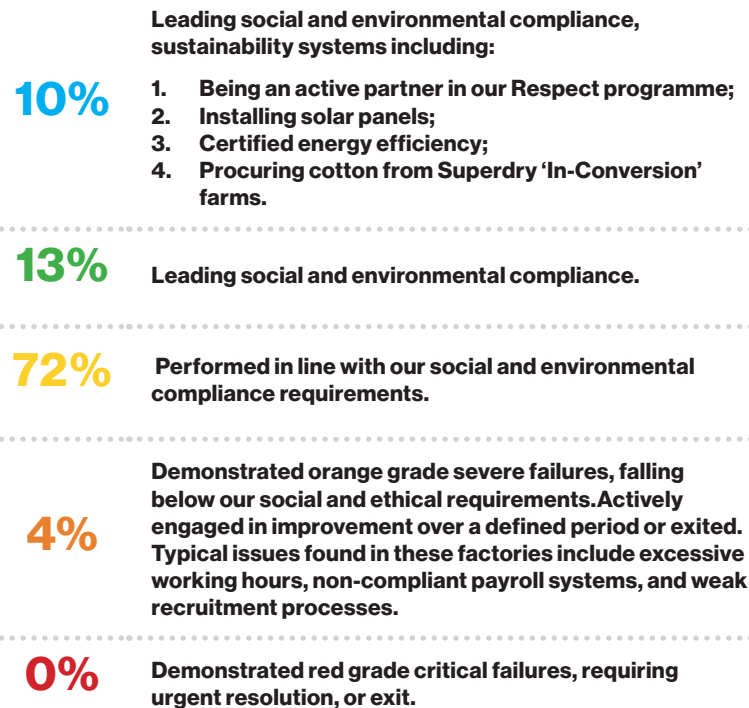 Leading social and environmental compliance,
sustainability systems including:
10%
1. Being an active partner in our Respect programme;
2. Installing solar panels;
3. Certified energy efficiency;
4. Procuring cotton from Superdry ‘In-Conversion’
farms.
13%
Leading social and environmental compliance.
72%
Performed in line with our social and environmental
compliance requirements.
4%
Demonstrated orange grade severe failures, falling
below our social and ethical requirements.Actively
engaged in improvement over a defined period or exited.
Typical issues found in these factories include excessive
working hours, non-compliant payroll systems, and weak
recruitment processes.
0%
Demonstrated red grade critical failures, requiring
urgent resolution, or exit.